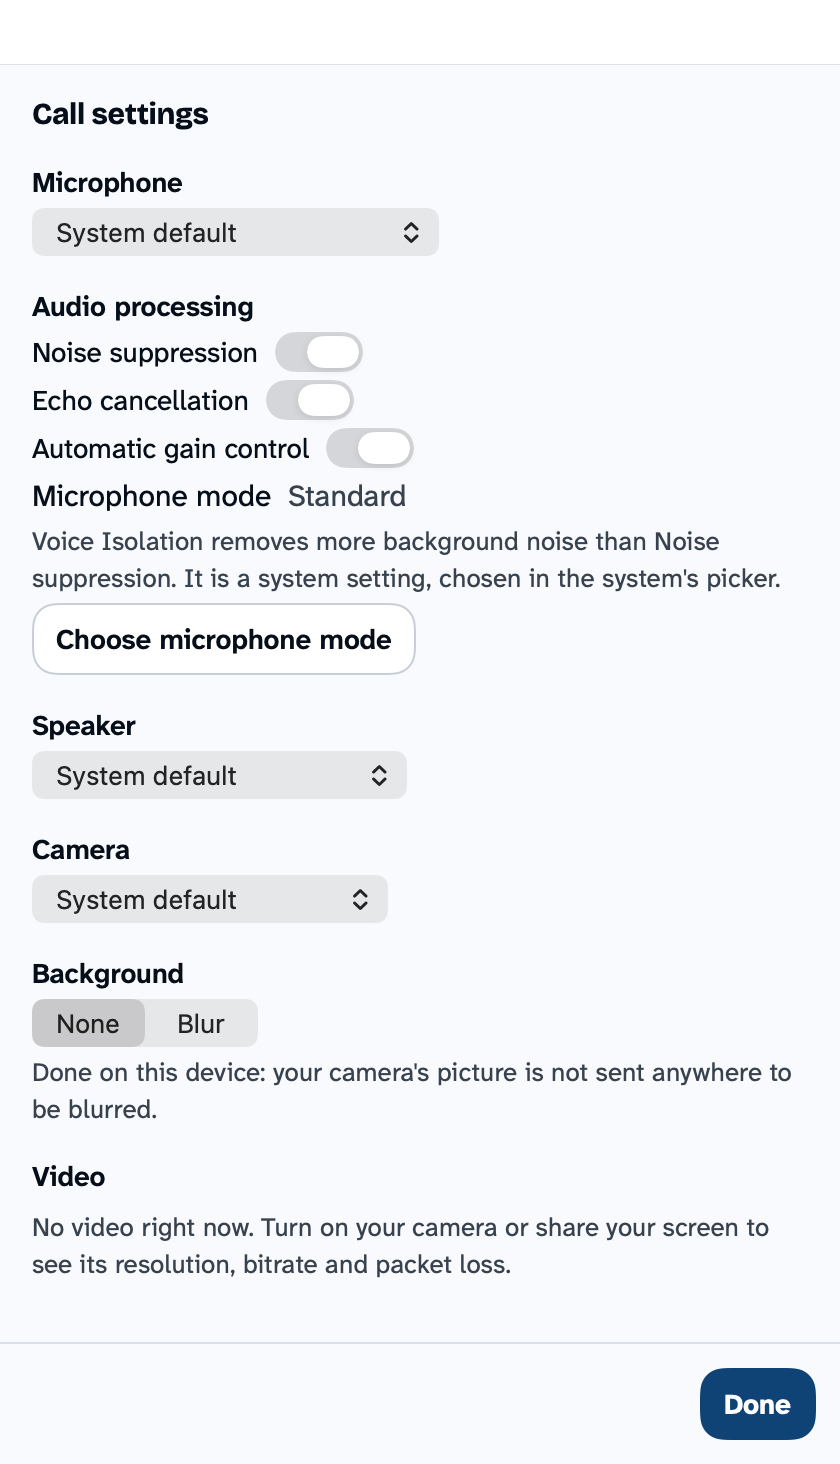 Call settings
Microphone
System default
Audio processing
Noise suppression
Echo cancellation
Automatic gain control
Microphone mode Standard
Voice Isolation removes more background noise than Noise
suppression. It is a system setting, chosen in the system's picker.
Choose microphone mode
Speaker
System default
Camera
System default
Background
None Blur
Done on this device: your camera's picture is not sent anywhere to
be blurred.
Video
No video right now. Turn on your camera or share your screen to
see its resolution, bitrate and packet loss.
Done